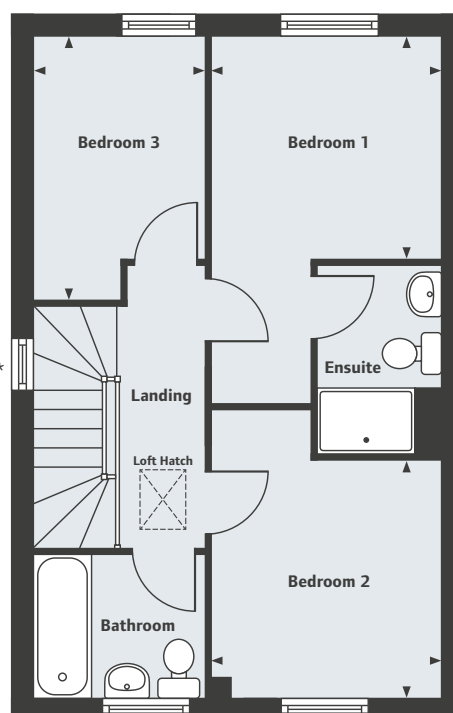 Bedroom 3
Bedroom 1
Ensuite
*
Landing
Loft Hatch
Bedroom 2
Bathroom